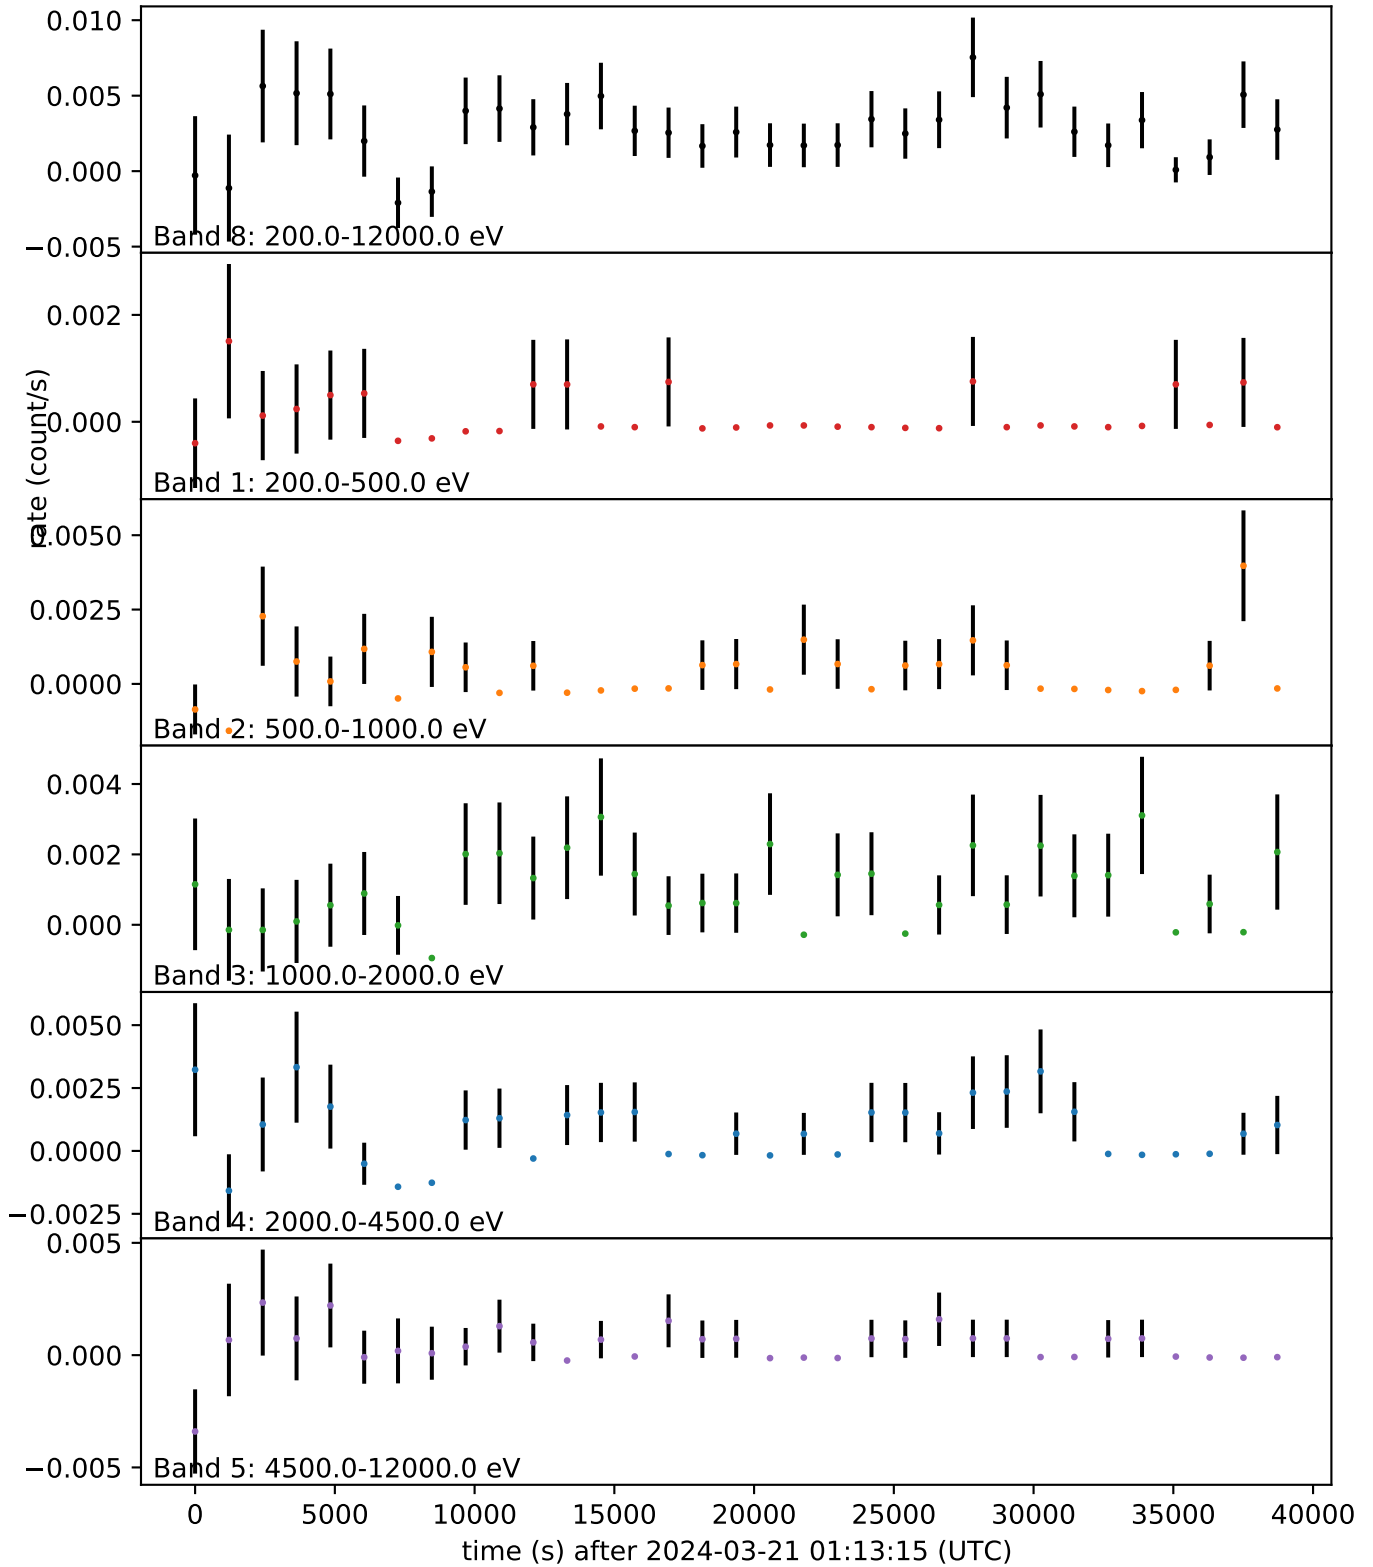 0.010
0.005
0.000
−0.005
Band 8: 200.0-12000.0 eV
0.002
0.000
Band 1: 200.0-500.0 eV
rate (count/s)
0.0050
0.0025
0.0000
Band 2: 500.0-1000.0 eV
0.004
0.002
0.000
Band 3: 1000.0-2000.0 eV
0.0050
0.0025
0.0000
−0.0025
Band 4: 2000.0-4500.0 eV
0.005
0.000
−0.005
Band 5: 4500.0-12000.0 eV
0 5000 10000 15000 20000 25000 30000 35000 40000
time (s) after 2024-03-21 01:13:15 (UTC)